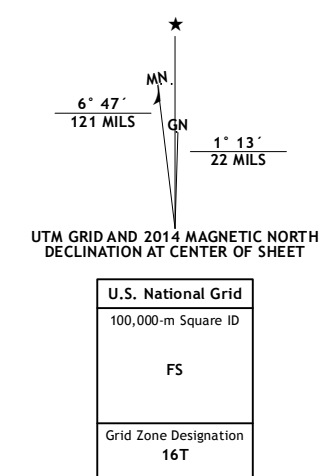 MN
6° 47´
121 MILS
GN
1° 13´
22 MILS
UTM GRID AND 2014 MAGNETIC NORTH
DECLINATION AT CENTER OF SHEET
U.S. National Grid
100,000-m Square ID
FS
Grid Zone Designation
16T